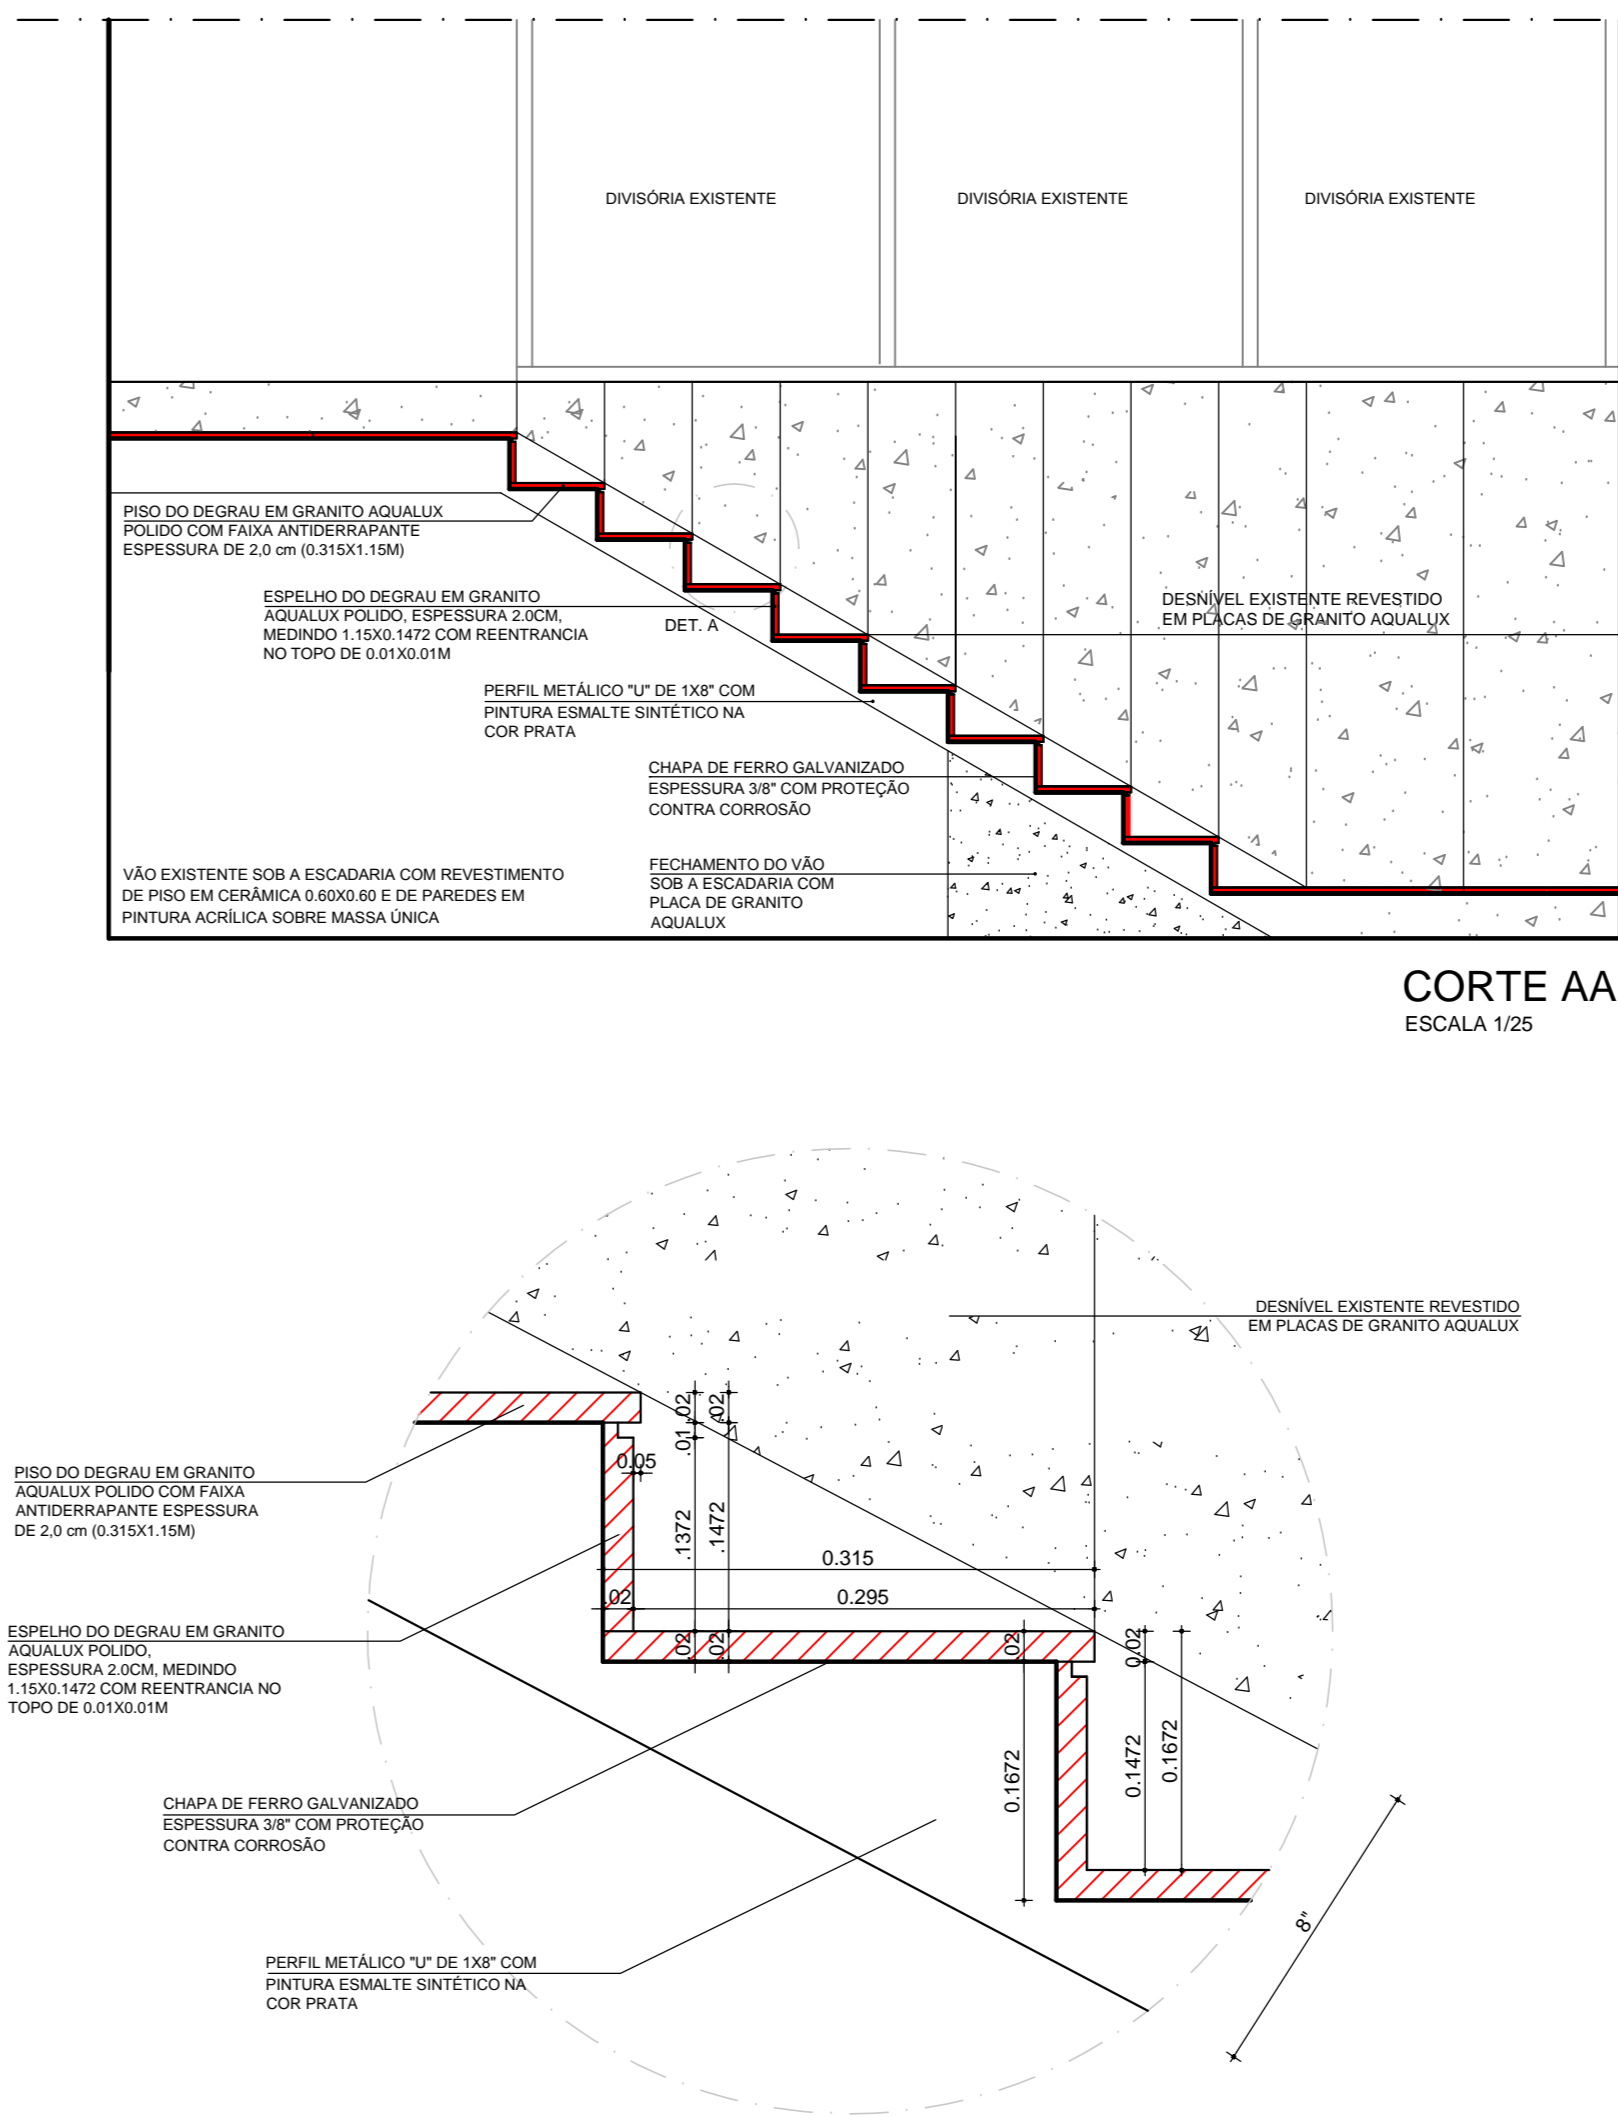 DIVISÓRIA EXISTENTE
DIVISÓRIA EXISTENTE
DIVISÓRIA EXISTENTE
PISO DO DEGRAU EM GRANITO AQUALUX
POLIDO COM FAIXA ANTIDERRAPANTE
ESPESSURA DE 2,0 cm (0.315X1.15M)
ESPELHO DO DEGRAU EM GRANITO
AQUALUX POLIDO, ESPESSURA 2.0CM,
MEDINDO 1.15X0.1472 COM REENTRANCIA
NO TOPO DE 0.01X0.01M
DET. A
DESNÍVEL EXISTENTE REVESTIDO
EM PLACAS DE GRANITO AQUALUX
PERFIL METÁLICO "U" DE 1X8" COM
PINTURA ESMALTE SINTÉTICO NA
COR PRATA
CHAPA DE FERRO GALVANIZADO
ESPESSURA 3/8" COM PROTEÇÃO
CONTRA CORROSÃO
VÃO EXISTENTE SOB A ESCADARIA COM REVESTIMENTO
DE PISO EM CERÂMICA 0.60X0.60 E DE PAREDES EM
PINTURA ACRÍLICA SOBRE MASSA ÚNICA
FECHAMENTO DO VÃO
SOB A ESCADARIA COM
PLACA DE GRANITO
AQUALUX
CORTE AA
ESCALA 1/25
DESNÍVEL EXISTENTE REVESTIDO
EM PLACAS DE GRANITO AQUALUX
.02
.02
.01
0.05
.1372
.1472
0.315
.02
0.295
.02
.02
.02
0.02
0.1672
0.1472
0.1672
8"
PISO DO DEGRAU EM GRANITO
AQUALUX POLIDO COM FAIXA
ANTIDERRAPANTE ESPESSURA
DE 2,0 cm (0.315X1.15M)
ESPELHO DO DEGRAU EM GRANITO
AQUALUX POLIDO,
ESPESSURA 2.0CM, MEDINDO
1.15X0.1472 COM REENTRANCIA NO
TOPO DE 0.01X0.01M
CHAPA DE FERRO GALVANIZADO
ESPESSURA 3/8" COM PROTEÇÃO
CONTRA CORROSÃO
PERFIL METÁLICO "U" DE 1X8" COM
PINTURA ESMALTE SINTÉTICO NA
COR PRATA